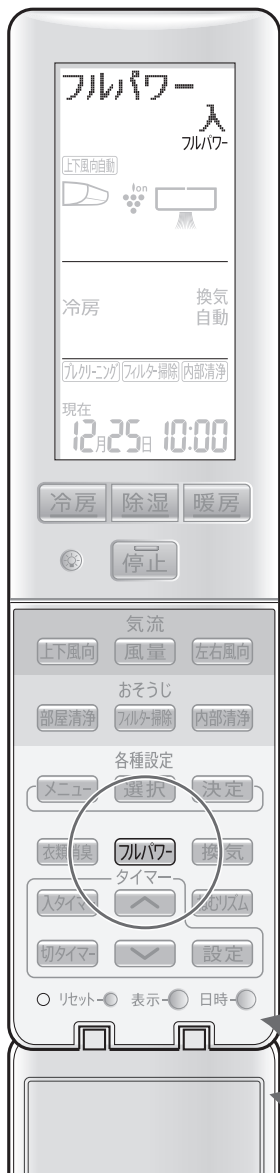 フルパワー
入
フルパワー
上下風向自動
ion
冷房 換気
自動
プレクリーニング フィルタ掃除 内部清浄
現在
12月25日 10:00
冷房 除湿 暖房
停止
気流
上下風向 風量 左右風向
おそうじ
部屋清浄 フィルタ掃除 内部清浄
各種設定
メニュー 選択 決定
衣類消臭 フルパワー 換気
タイマー
入タイマー おやすみリズム
切タイマー 設定
リセット 表示 日時